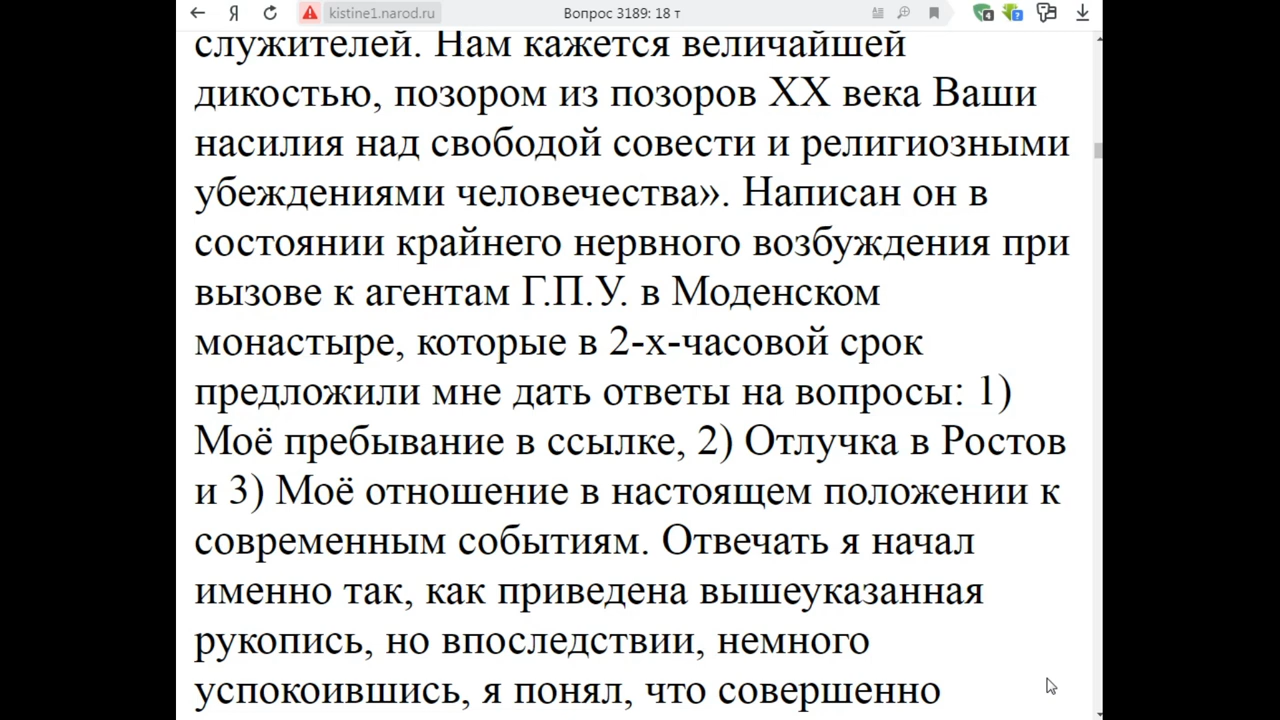 kistine1.narod.ru
Вопрос 3189: 18 т
служителей. Нам кажется величайшей
дикостью, позором из позоров XX века Ваши
насилия над свободой совести и религиозными
убеждениями человечества». Написан он в
состоянии крайнего нервного возбуждения при
вызове к агентам Г.П.У. в Моденском
монастыре, которые в 2-х-часовой срок
предложили мне дать ответы на вопросы: 1)
Моё пребывание в ссылке, 2) Отлучка в Ростов
и 3) Моё отношение в настоящем положении к
современным событиям. Отвечать я начал
именно так, как приведена вышеуказанная
рукопись, но впоследствии, немного
успокоившись, я понял, что совершенно